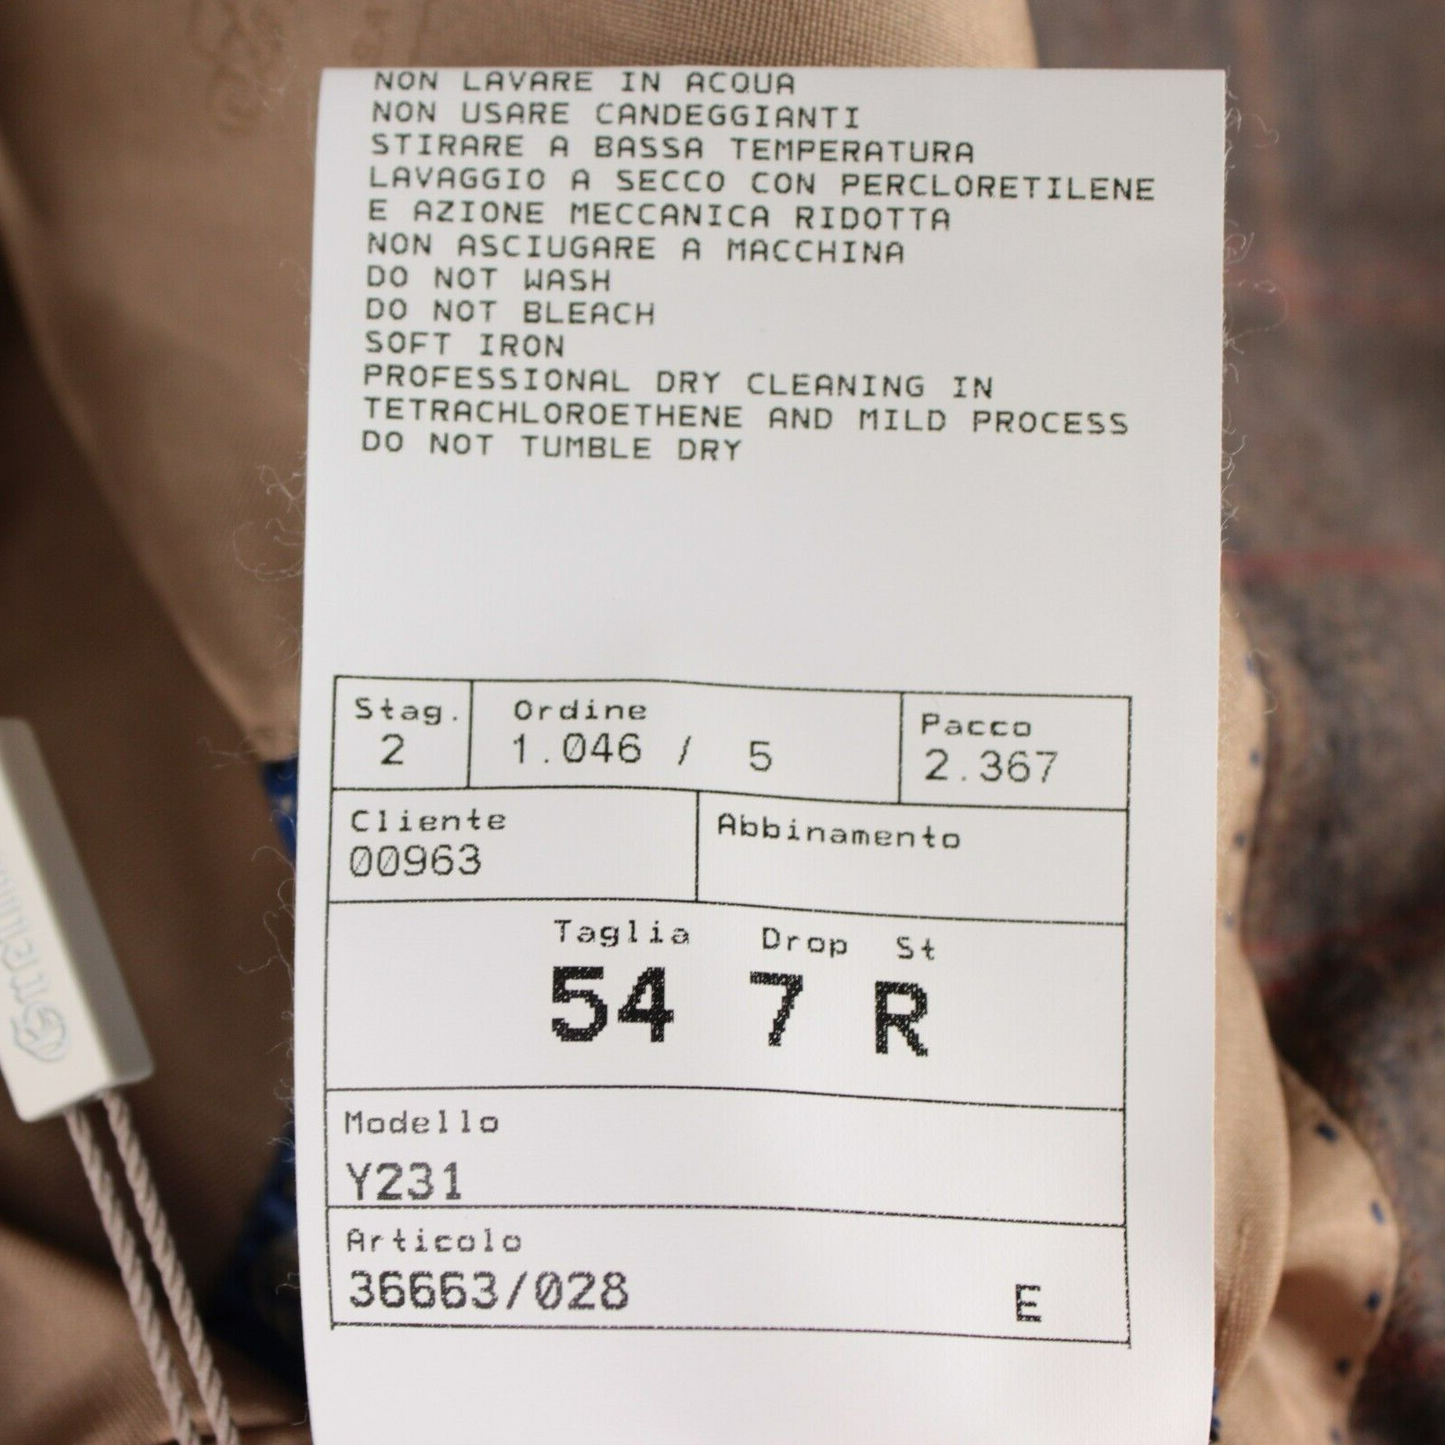 NON LAVARE IN ACQUA
NON USARE CANDEGGIANTI
STIRARE A BASSA TEMPERATURA
LAVAGGIO A SECCO CON PERCLORETILENE
E AZIONE MECCANICA RIDOTTA
NON ASCIUGARE A MACCHINA
DO NOT WASH
DO NOT BLEACH
SOFT IRON
PROFESSIONAL DRY CLEANING IN
TETRACHLOROETHENE AND MILD PROCESS
DO NOT TUMBLE DRY
Stag. Ordine Pacco
2 1.046 / 5 2.367
Cliente Abbinamento
00963
Taglia Drop St
54 7 R
Modello
Y231
Articolo
36663/028 E